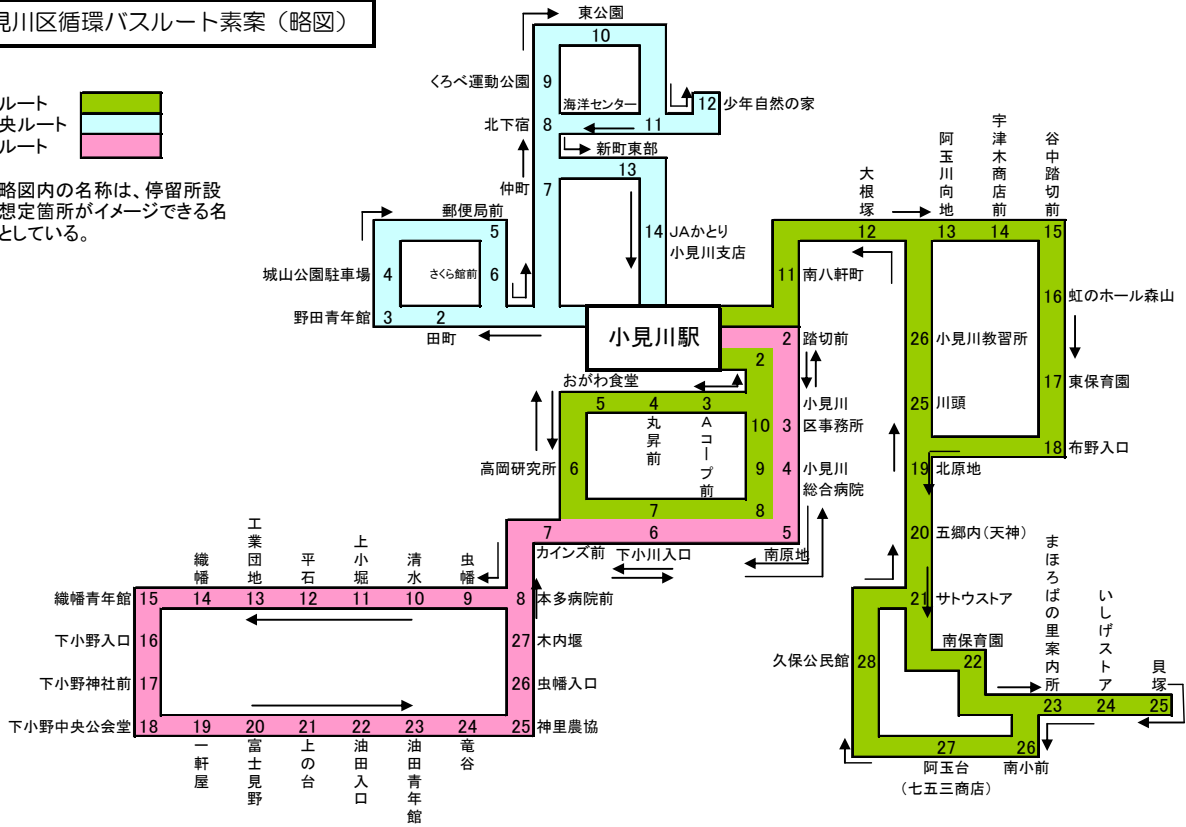 見川区循環バスルート素案（略図）
ルート
央ルート
ルート
略図内の名称は、停留所設
想定箇所がイメージできる名
としている。
東公園
10
くろべ運動公園
9
海洋センター
12
少年自然の家
北下宿
8
11
新町東部
13
仲町
7
郵便局前
5
14
JAかとり
小見川支店
城山公園駐車場
4
さくら館前
6
野田青年館
3
2
田町
小見川駅
大根塚
阿玉川向地
宇津木商店前
谷中踏切前
12
13
14
15
11
南八軒町
16
虹のホール森山
26
小見川教習所
17
東保育園
25
川頭
18
布野入口
19
北原地
20
五郷内（天神）
21
サトウストア
南保育園
22
まほろばの里案内所
いしげストア
貝塚
23
24
25
久保公民館
28
27
26
阿玉台
（七五三商店）
南小前
2
踏切前
2
おがわ食堂
5
4
3
丸昇前
Aコープ前
10
3
小見川
区事務所
高岡研究所
6
9
4
小見川
総合病院
7
8
7
6
5
カインズ前
下小川入口
南原地
織幡
工業団地
平石
上小堀
清水
虫幡
織幡青年館
15
14
13
12
11
10
9
8
本多病院前
下小野入口
16
27
木内堰
下小野神社前
17
26
虫幡入口
下小野中央公会堂
18
19
20
21
22
23
24
25
神里農協
一軒屋
富士見野
上の台
油田入口
油田青年館
竜谷